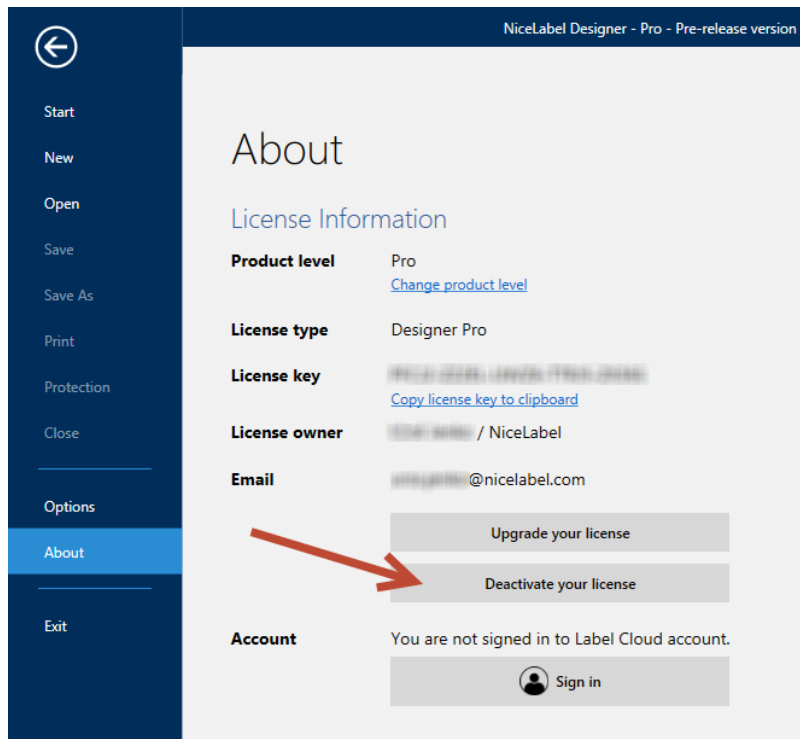 NiceLabel Designer - Pro - Pre-release version
Start
New
Open
Save
Save As
Print
Protection
Close
Options
About
Exit
About
License Information
Product level Pro
Change product level
License type Designer Pro
License key
Copy license key to clipboard
License owner / NiceLabel
Email @nicelabel.com
Upgrade your license
Deactivate your license
Account You are not signed in to Label Cloud account.
Sign in